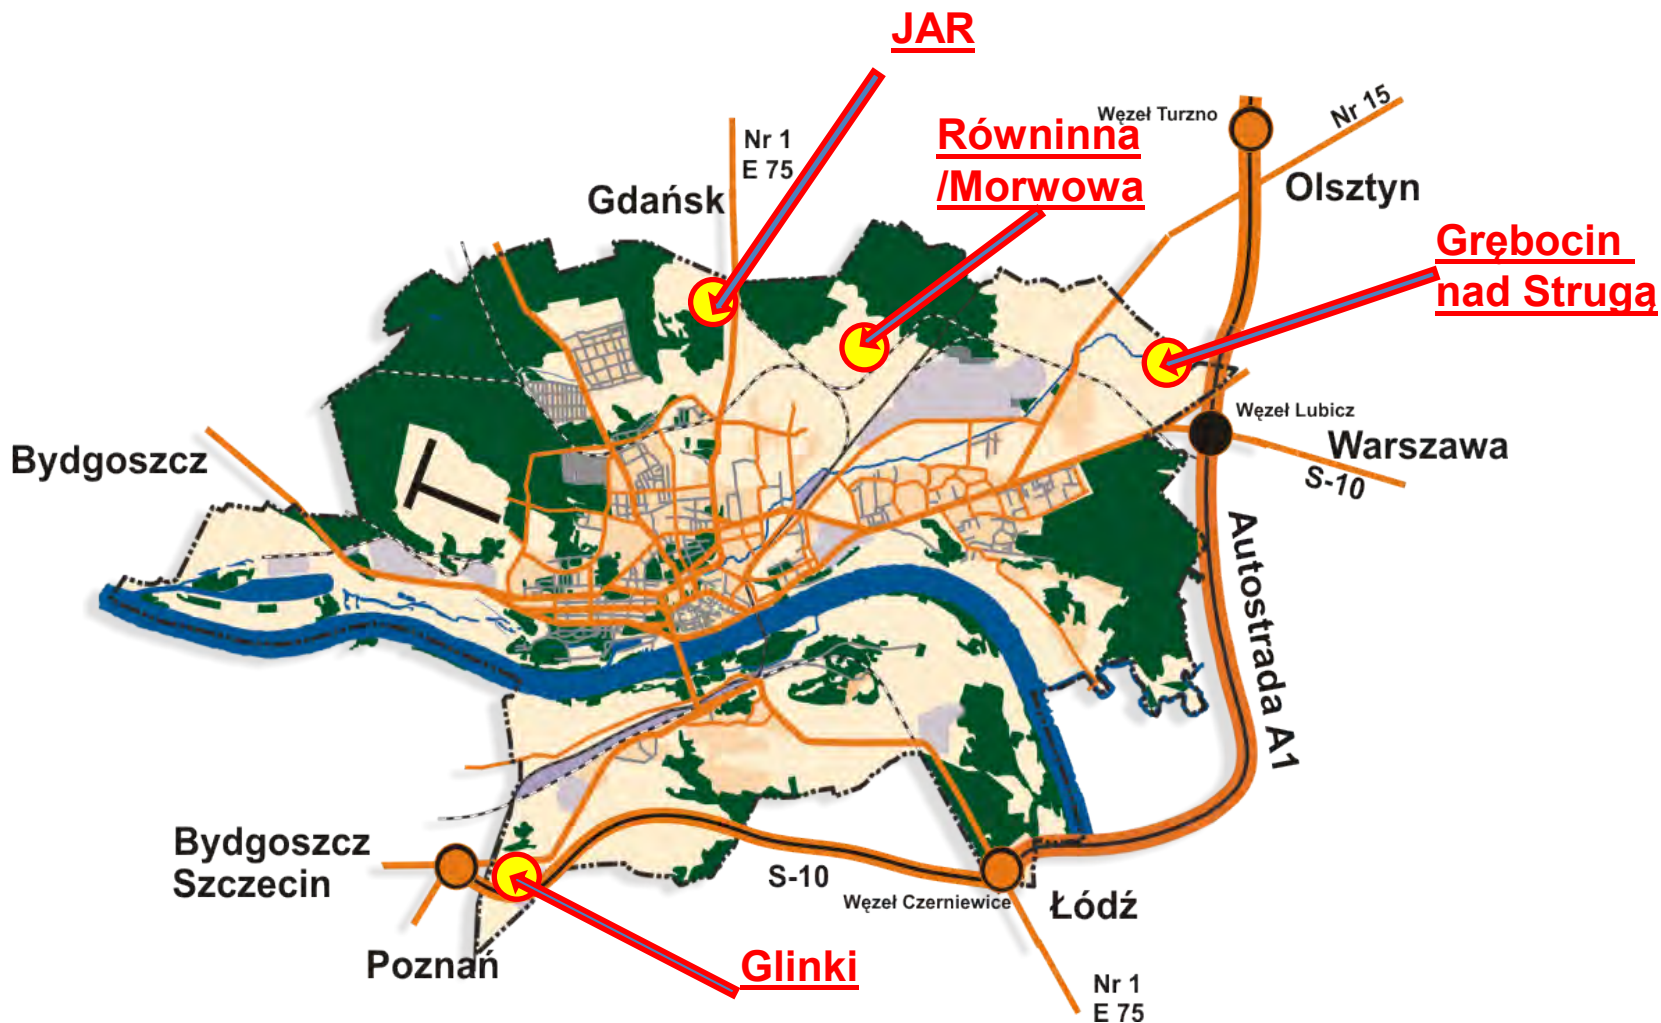 JAR
Węzeł Turzno
Nr 15
Nr 1
E 75
Równinna
/Morwowa
Gdańsk
Olsztyn
Grębocin
nad Strugą
Węzeł Lubicz
Warszawa
S-10
Bydgoszcz
Autostrada A1
Bydgoszcz
Szczecin
S-10
Węzeł Czerniewice
Łódź
Poznań
Glinki
Nr 1
E 75